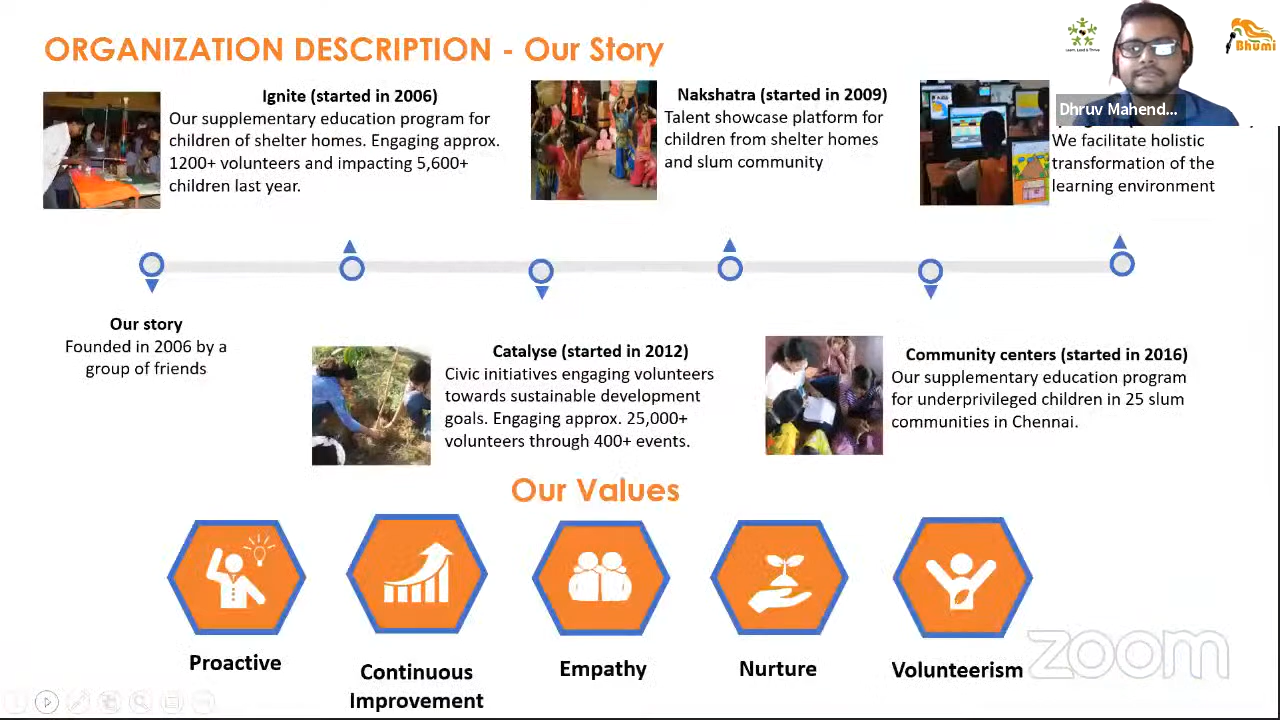 ORGANIZATION DESCRIPTION - Our Story
Learn, Lead & Thrive
Bhumi
Dhruv Mahend...
Ignite (started in 2006)
Our supplementary education program for
children of shelter homes. Engaging approx.
1200+ volunteers and impacting 5,600+
children last year.
Nakshatra (started in 2009)
Talent showcase platform for
children from shelter homes
and slum community
We facilitate holistic
transformation of the
learning environment
Our story
Founded in 2006 by a
group of friends
Catalyse (started in 2012)
Civic initiatives engaging volunteers
towards sustainable development
goals. Engaging approx. 25,000+
volunteers through 400+ events.
Community centers (started in 2016)
Our supplementary education program
for underprivileged children in 25 slum
communities in Chennai.
Our Values
Proactive
Continuous
Improvement
Empathy
Nurture
Volunteerism
zoom